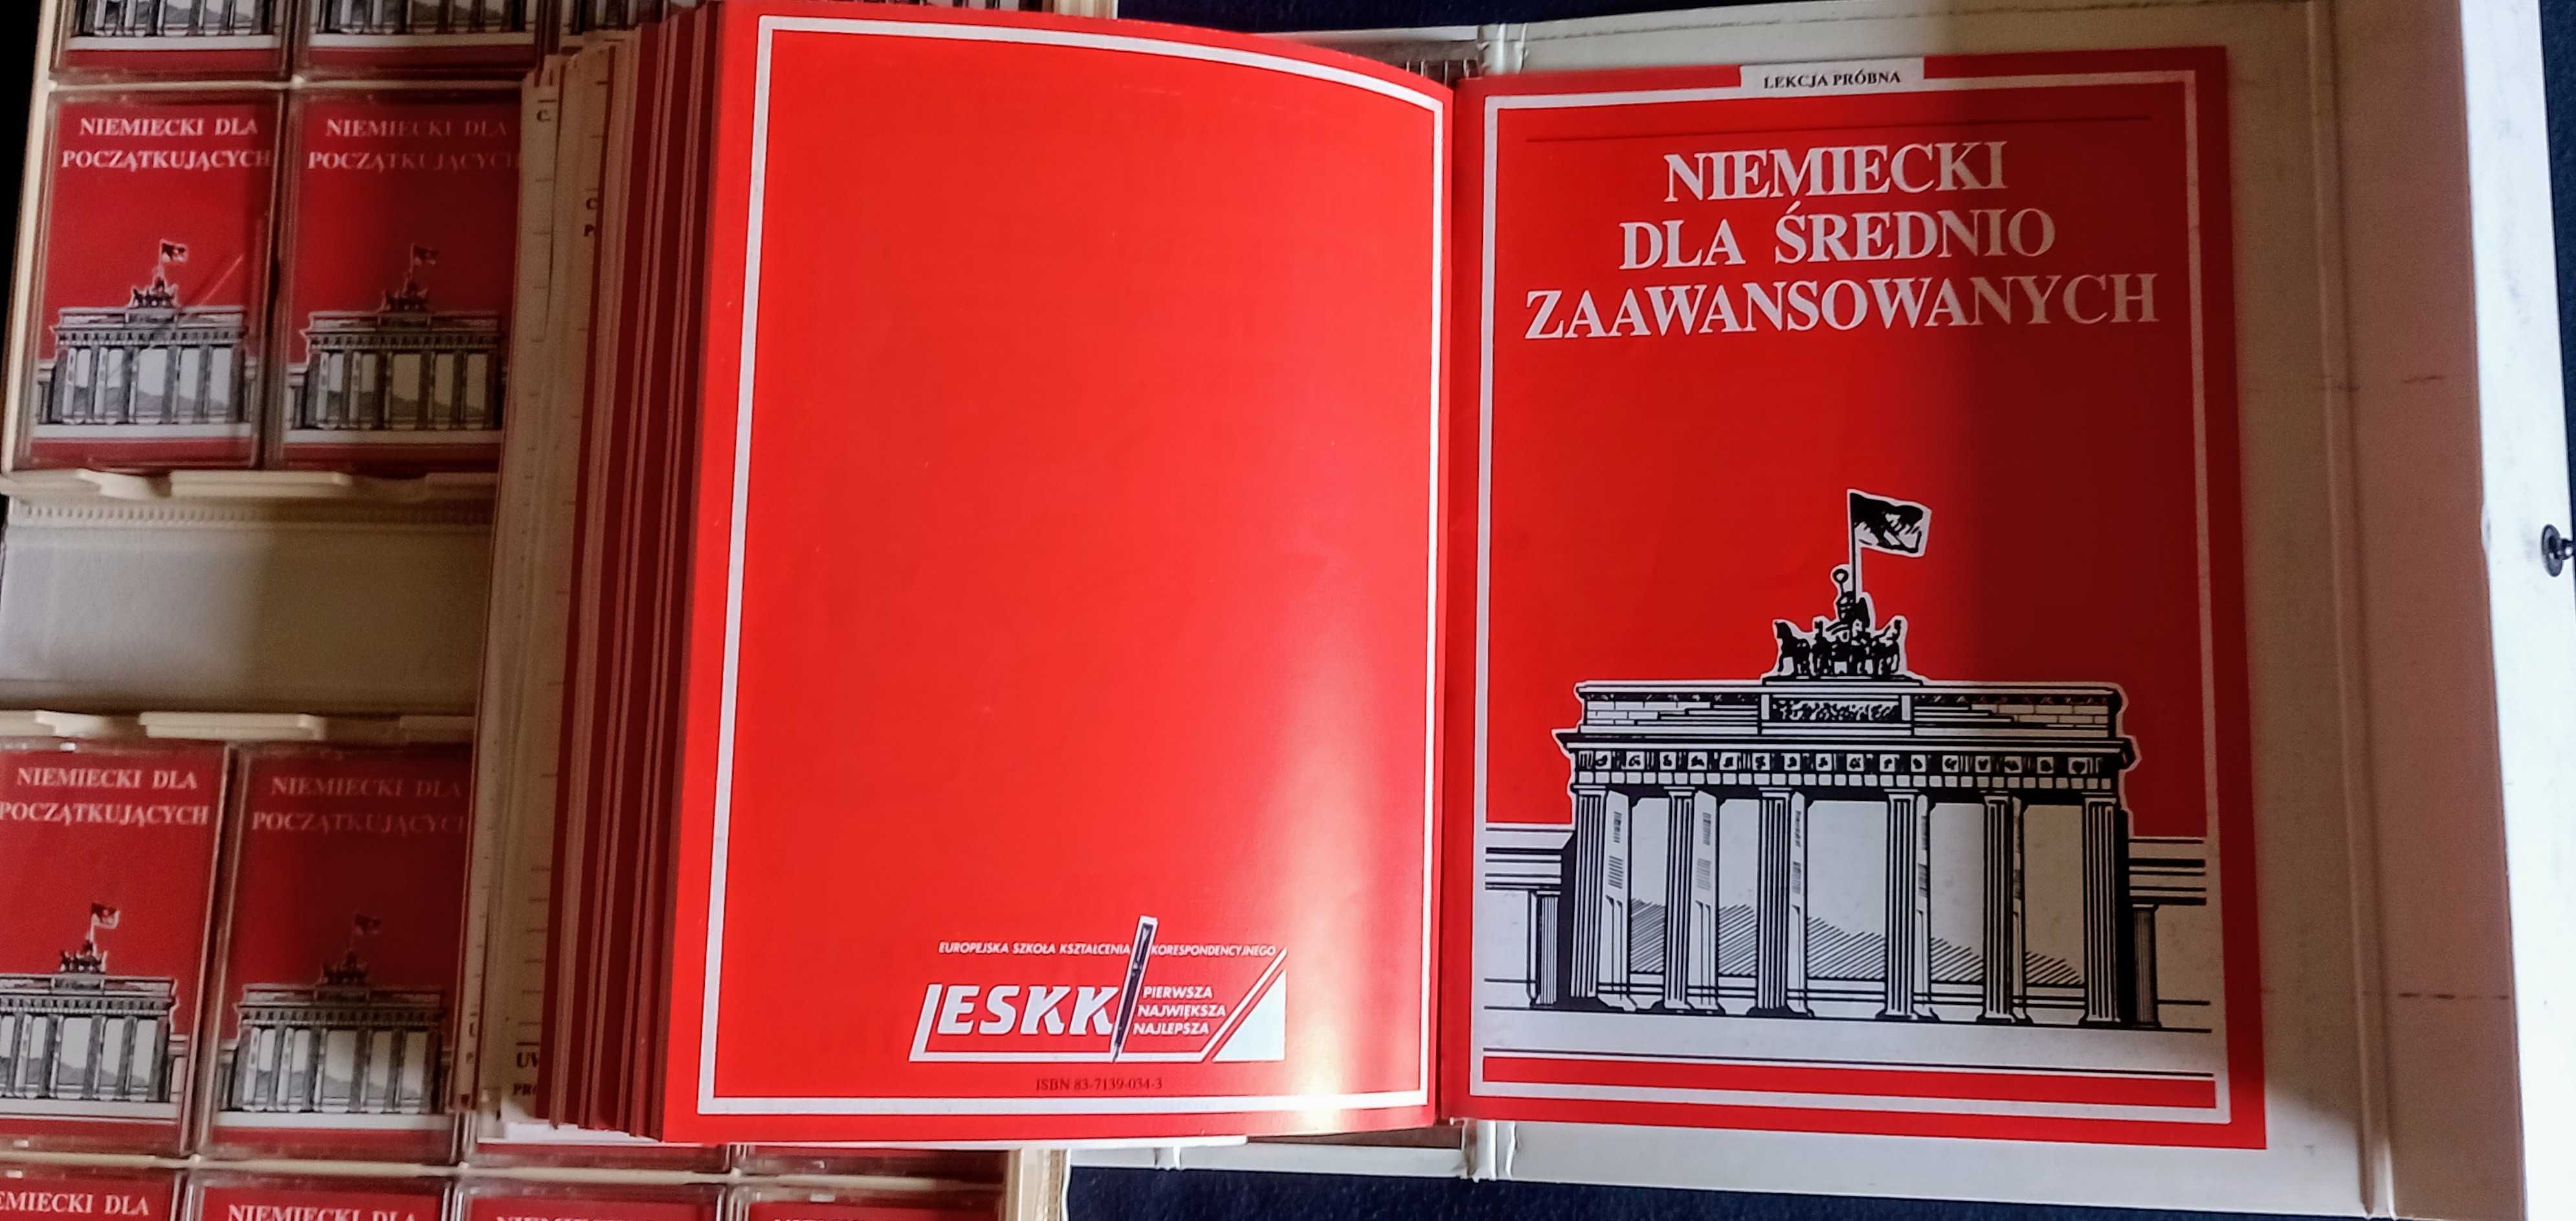 NIEMIECKI DLA
POCZĄTKUJĄCYCH
NIEMIECKI DLA
POCZĄTKUJĄCYCH
NIEMIECKI DLA
POCZĄTKUJĄCYCH
NIEMIECKI DLA
POCZĄTKUJĄCYCH
NIEMIECKI DLA
EUROPEJSKA SZKOŁA KSZTAŁCENIA KORESPONDENCYJNEGO
ESKK
PIERWSZA
NAJWIĘKSZA
NAJLEPSZA
ISBN 83-7139-034-3
LEKCJA PRÓBNA
NIEMIECKI
DLA ŚREDNIO
ZAAWANSOWANYCH